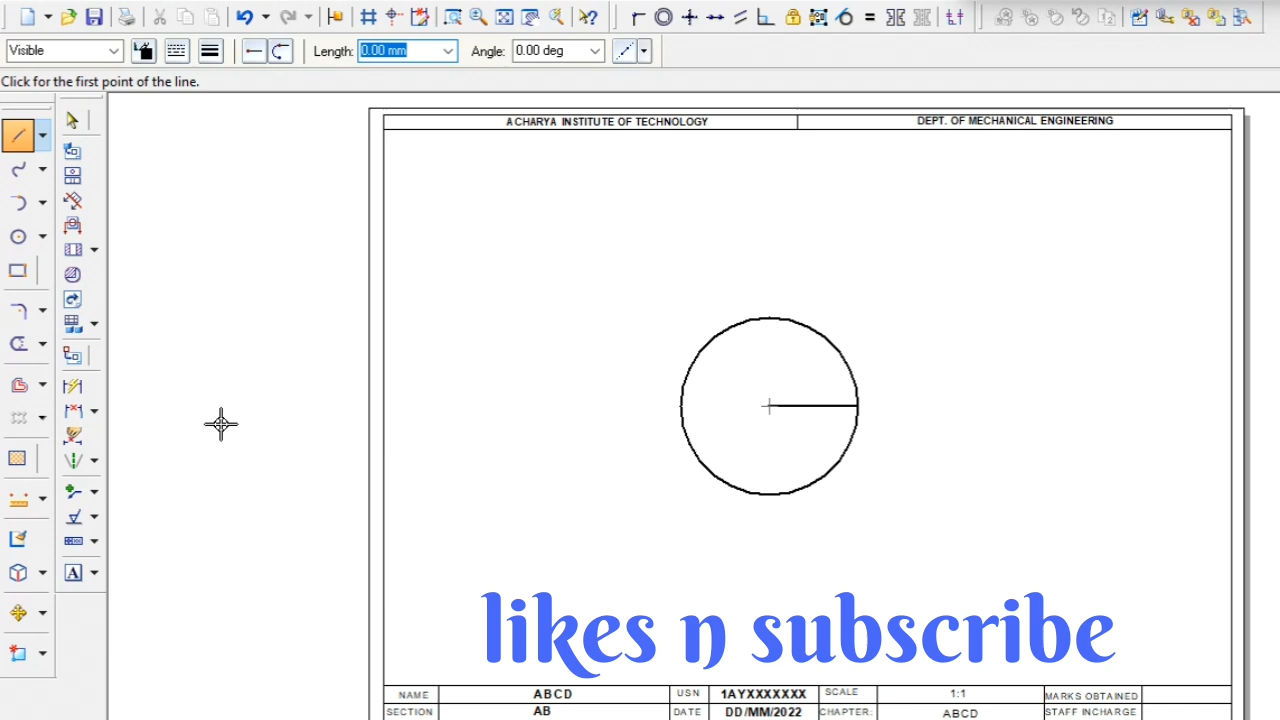 Visible
Length: 0.00 mm Angle: 0.00 deg
Click for the first point of the line.
ACHARYA INSTITUTE OF TECHNOLOGY DEPT. OF MECHANICAL ENGINEERING
A
likes n subscribe
NAME ABCD USN 1AYXXXXXXX SCALE 1:1 MARKS OBTAINED
SECTION AB DATE DD/MM/2022 CHAPTER: ABCD STAFF INCHARGE